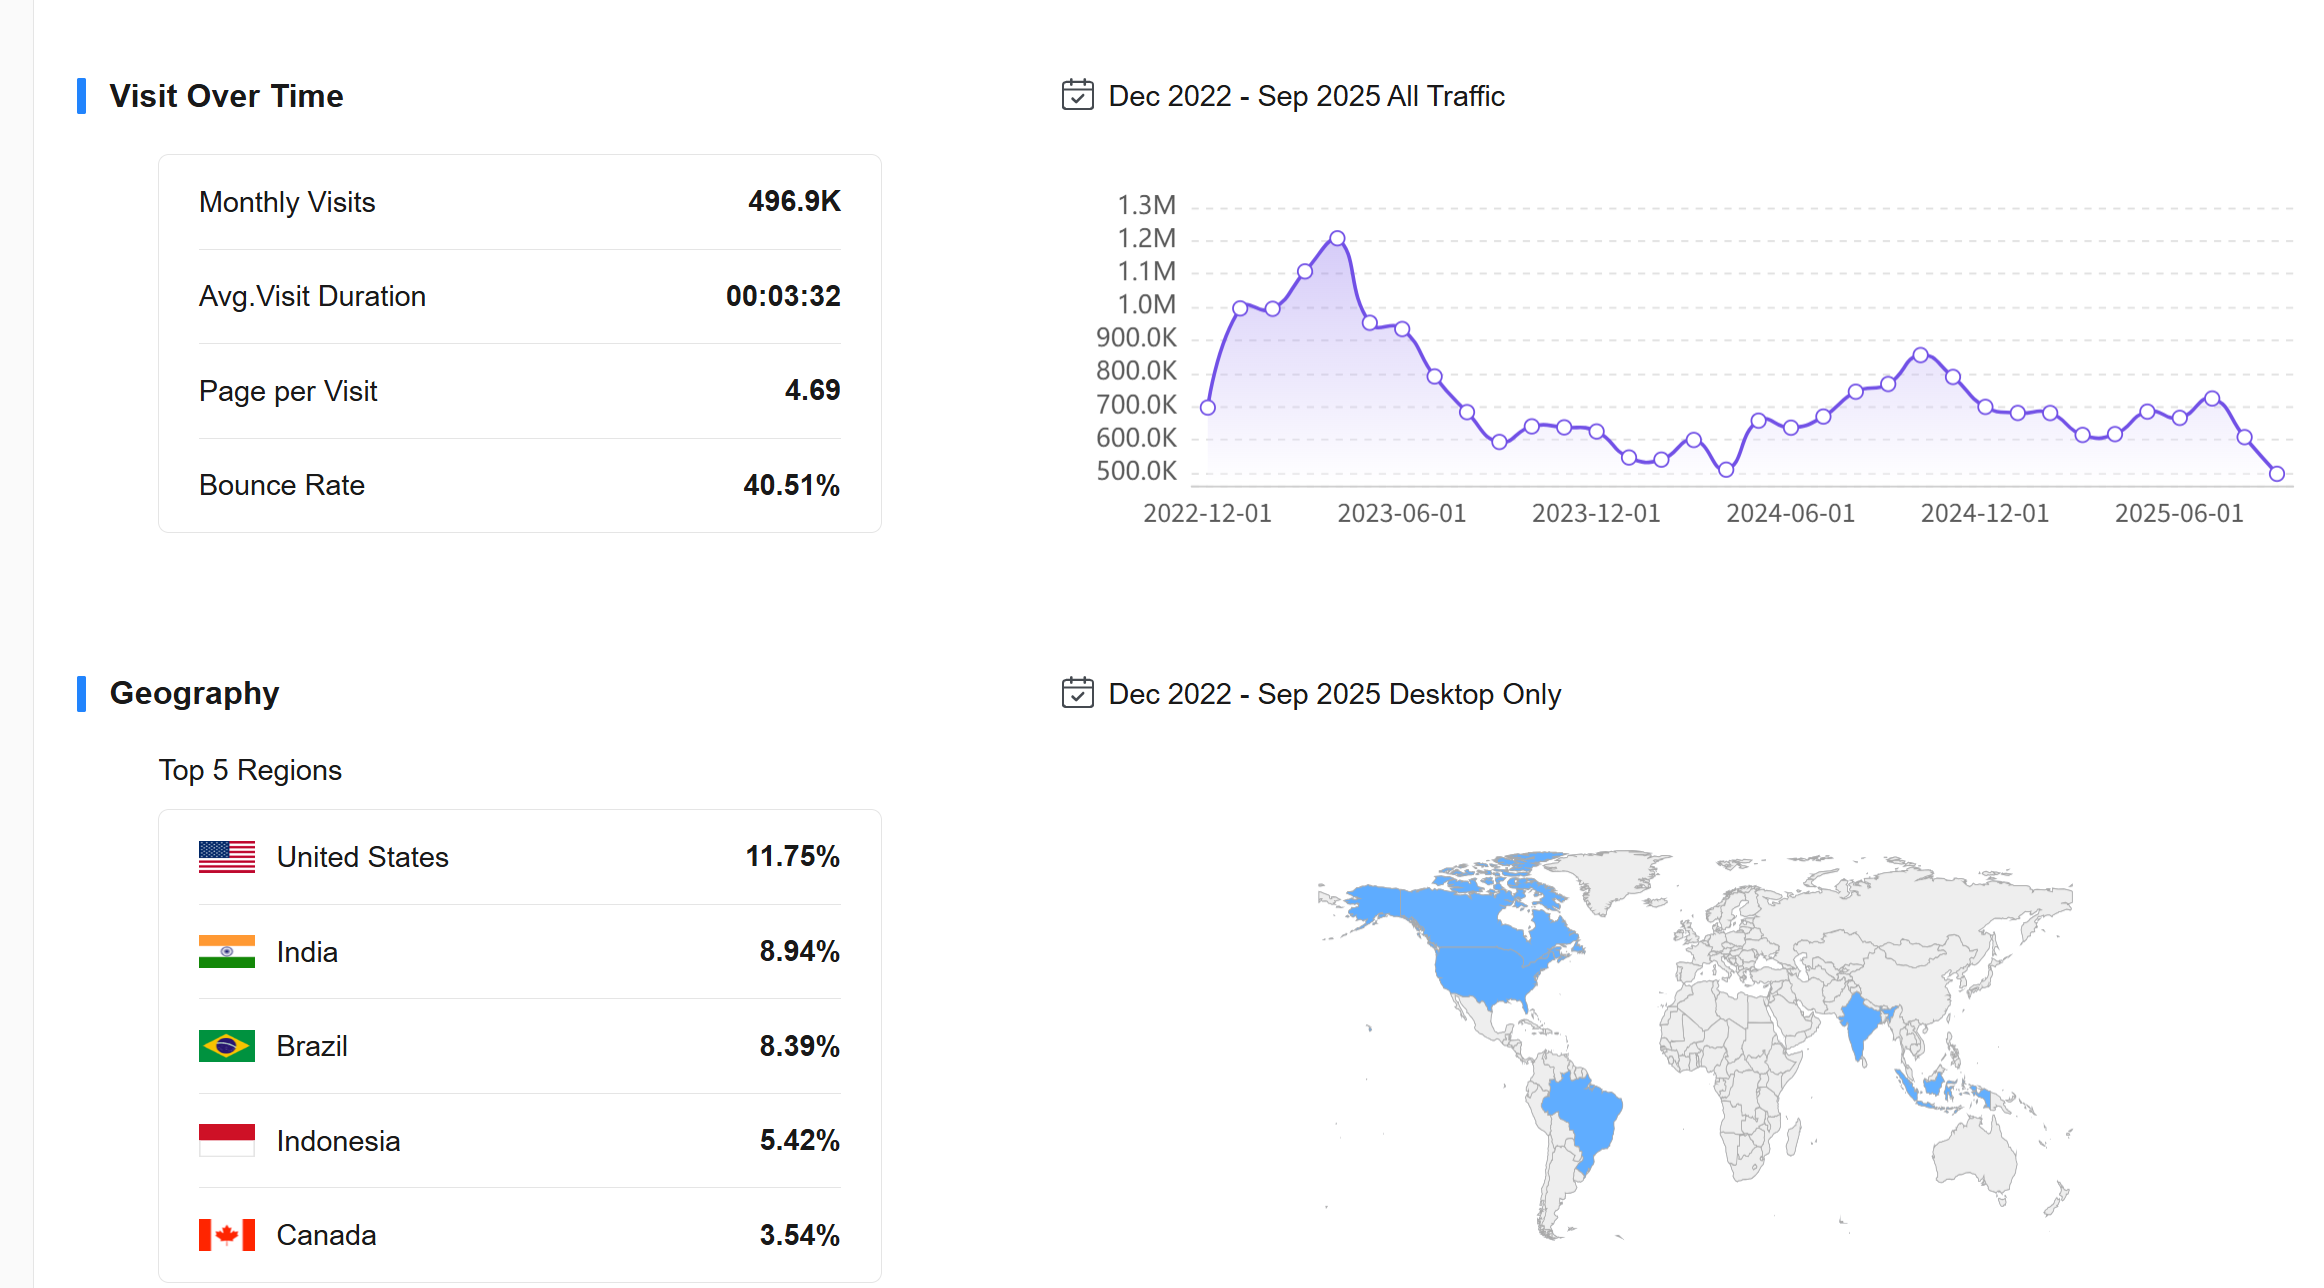 Visit Over Time
Monthly Visits 496.9K
Avg.Visit Duration 00:03:32
Page per Visit 4.69
Bounce Rate 40.51%
Dec 2022 - Sep 2025 All Traffic
1.3M
1.2M
1.1M
1.0M
900.0K
800.0K
700.0K
600.0K
500.0K
2022-12-01 2023-06-01 2023-12-01 2024-06-01 2024-12-01 2025-06-01
Geography
Top 5 Regions
United States 11.75%
India 8.94%
Brazil 8.39%
Indonesia 5.42%
Canada 3.54%
Dec 2022 - Sep 2025 Desktop Only